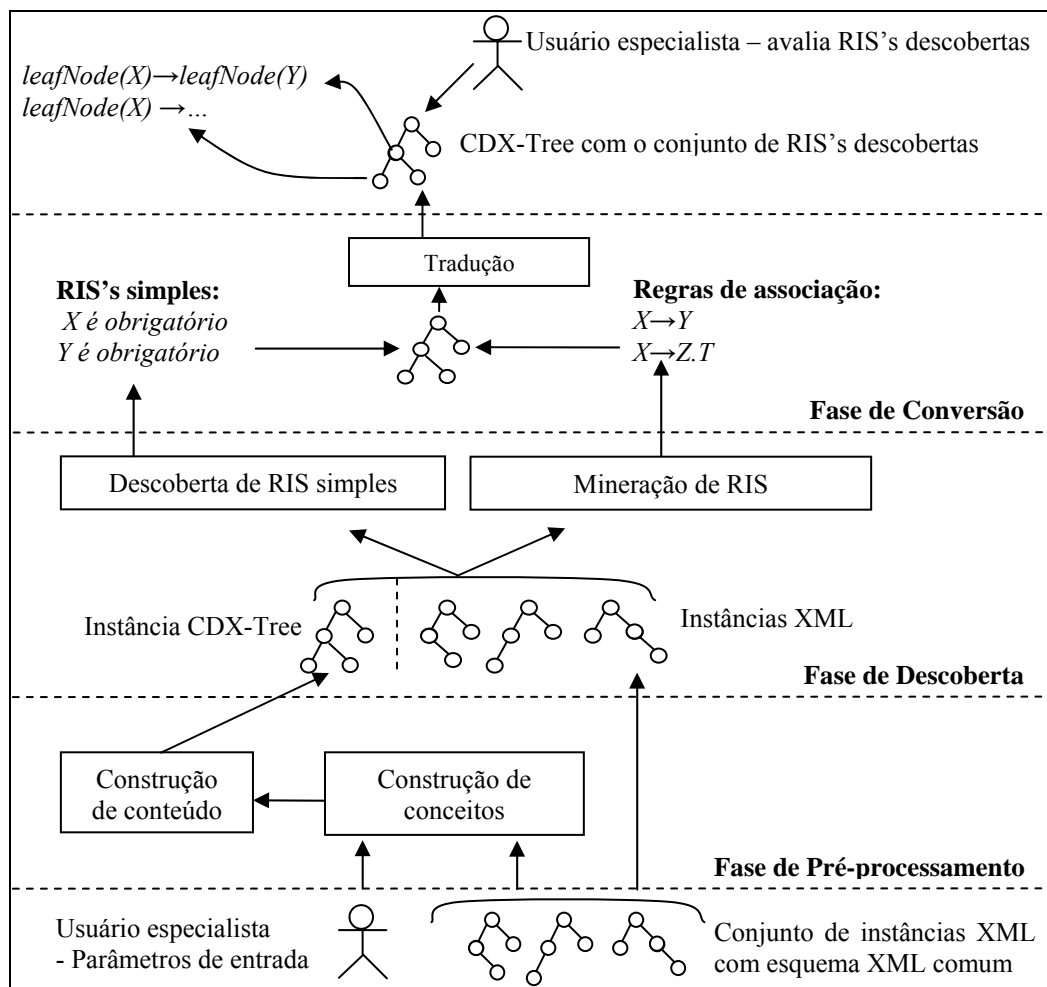 Usuário especialista – avalia RIS’s descobertas
leafNode(X)→leafNode(Y)
leafNode(X) →...
CDX-Tree com o conjunto de RIS’s descobertas
Tradução
RIS’s simples:
X é obrigatório
Y é obrigatório
Regras de associação:
X→Y
X→Z.T
Fase de Conversão
Descoberta de RIS simples
Mineração de RIS
Instância CDX-Tree
Instâncias XML
Fase de Descoberta
Construção
de conteúdo
Construção de
conceitos
Fase de Pré-processamento
Usuário especialista
- Parâmetros de entrada
Conjunto de instâncias XML
com esquema XML comum